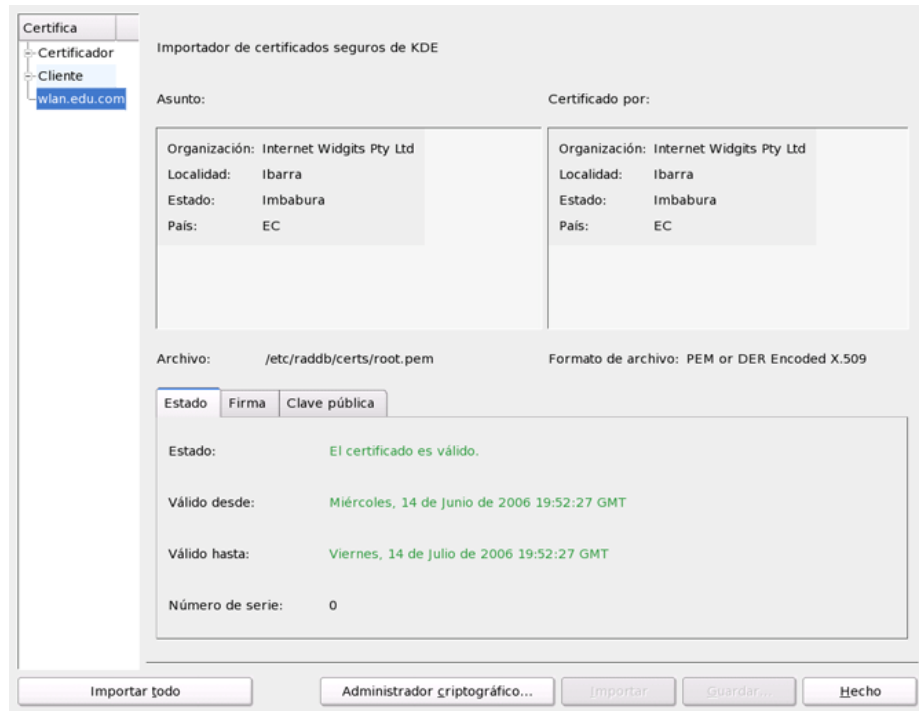 Certifica
Certificador
Cliente
wlan.edu.com
Importador de certificados seguros de KDE
Asunto:
Certificado por:
Organización: Internet Widgits Pty Ltd
Localidad: Ibarra
Estado: Imbabura
País: EC
Organización: Internet Widgits Pty Ltd
Localidad: Ibarra
Estado: Imbabura
País: EC
Archivo: /etc/raddb/certs/root.pem
Formato de archivo: PEM or DER Encoded X.509
Estado Firma Clave pública
Estado: El certificado es válido.
Válido desde: Miércoles, 14 de Junio de 2006 19:52:27 GMT
Válido hasta: Viernes, 14 de Julio de 2006 19:52:27 GMT
Número de serie: 0
Importar todo Administrador criptográfico... Importar Guardar... Hecho